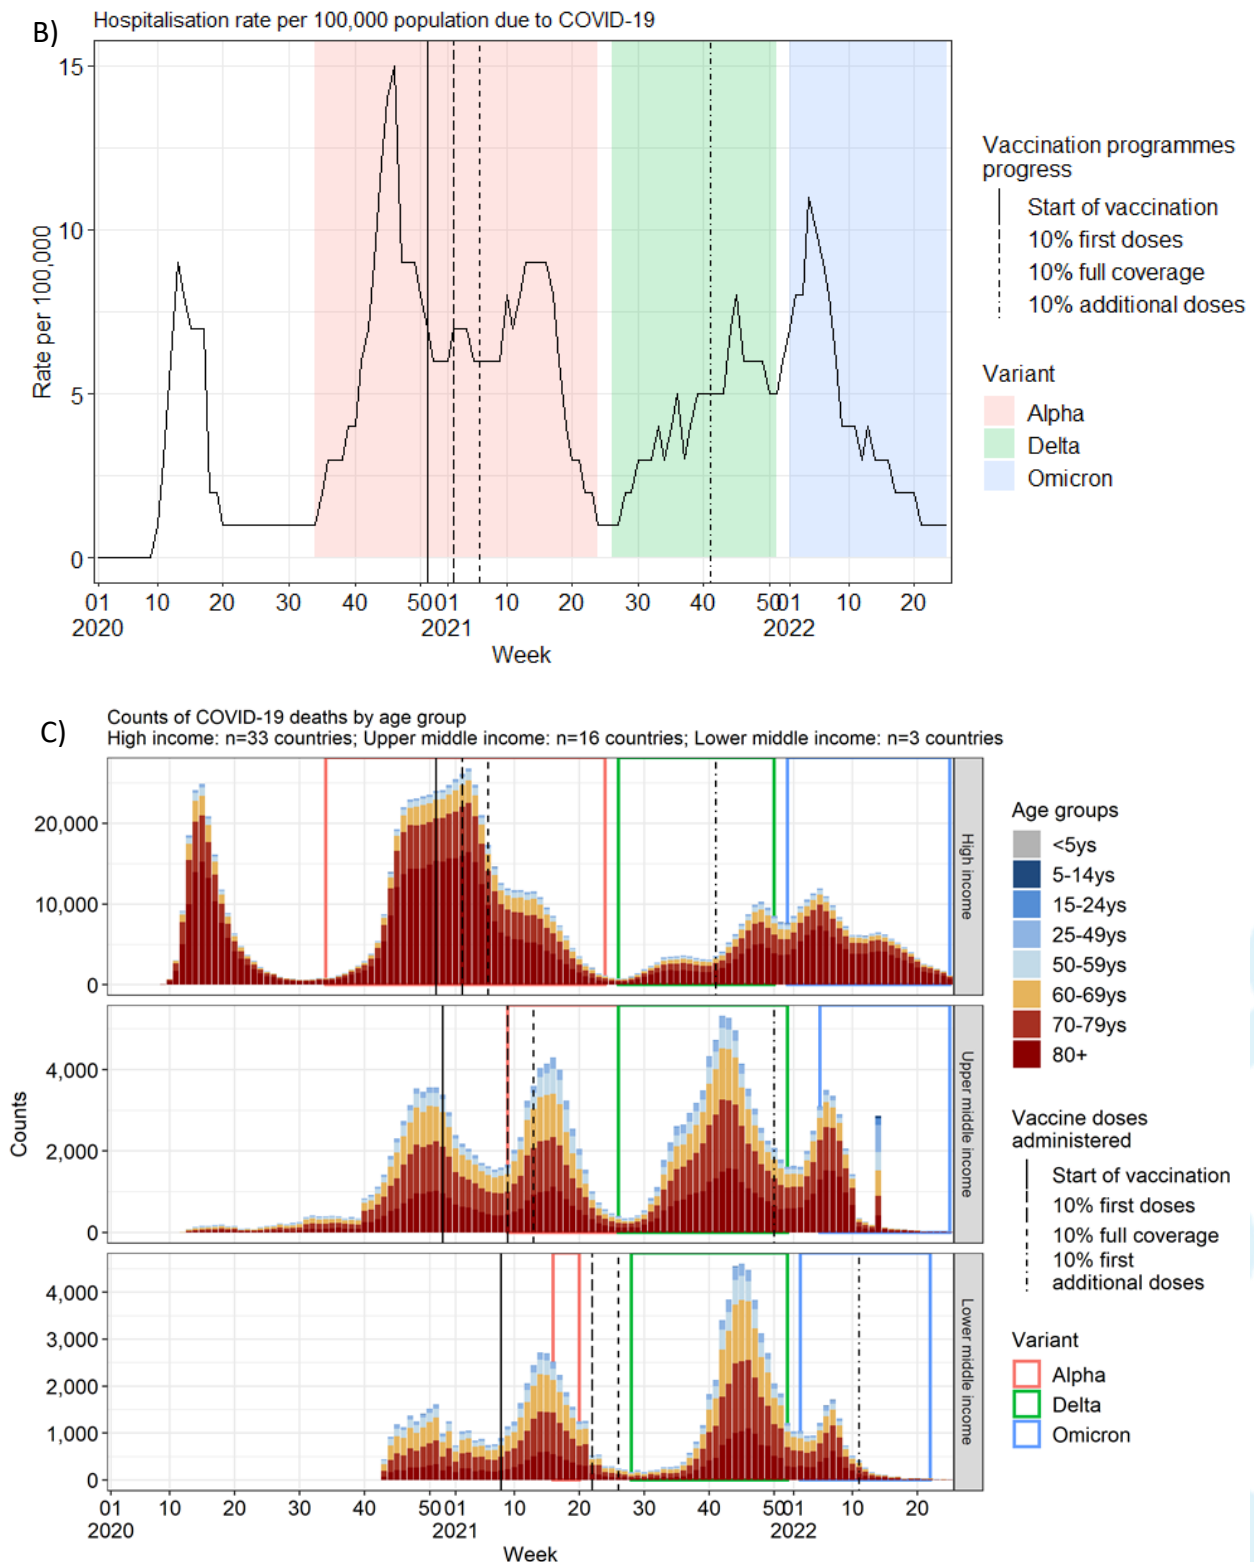 B)
Hospitalisation rate per 100,000 population due to COVID-19
15
10
5
0
Rate per 100,000
01 10 20 30 40 50 01 10 20 30 40 50 01 10 20
2020 2021 2022
Week
Vaccination programmes
progress
Start of vaccination
10% first doses
10% full coverage
10% additional doses
Variant
Alpha
Delta
Omicron
C)
Counts of COVID-19 deaths by age group
High income: n=33 countries; Upper middle income: n=16 countries; Lower middle income: n=3 countries
20,000
10,000
0
High income
4,000
2,000
0
Upper middle income
4,000
3,000
2,000
1,000
0
Lower middle income
Counts
01 10 20 30 40 50 01 10 20 30 40 50 01 10 20
2020 2021 2022
Week
Age groups
<5ys
5-14ys
15-24ys
25-49ys
50-59ys
60-69ys
70-79ys
80+
Vaccine doses
administered
Start of vaccination
10% first doses
10% full coverage
10% first
additional doses
Variant
Alpha
Delta
Omicron